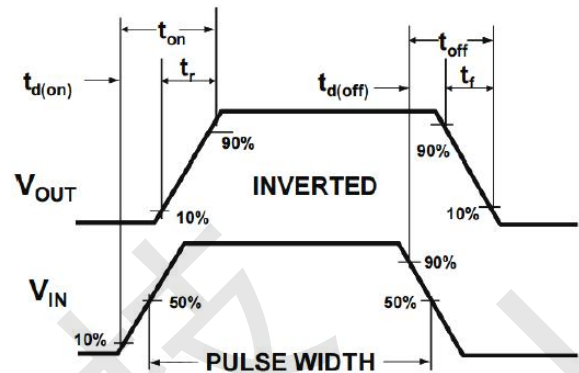 ton
toff
tr
tf
td(on)
td(off)
90%
90%
VOUT
INVERTED
10%
10%
90%
VIN
50%
50%
10%
PULSE WIDTH